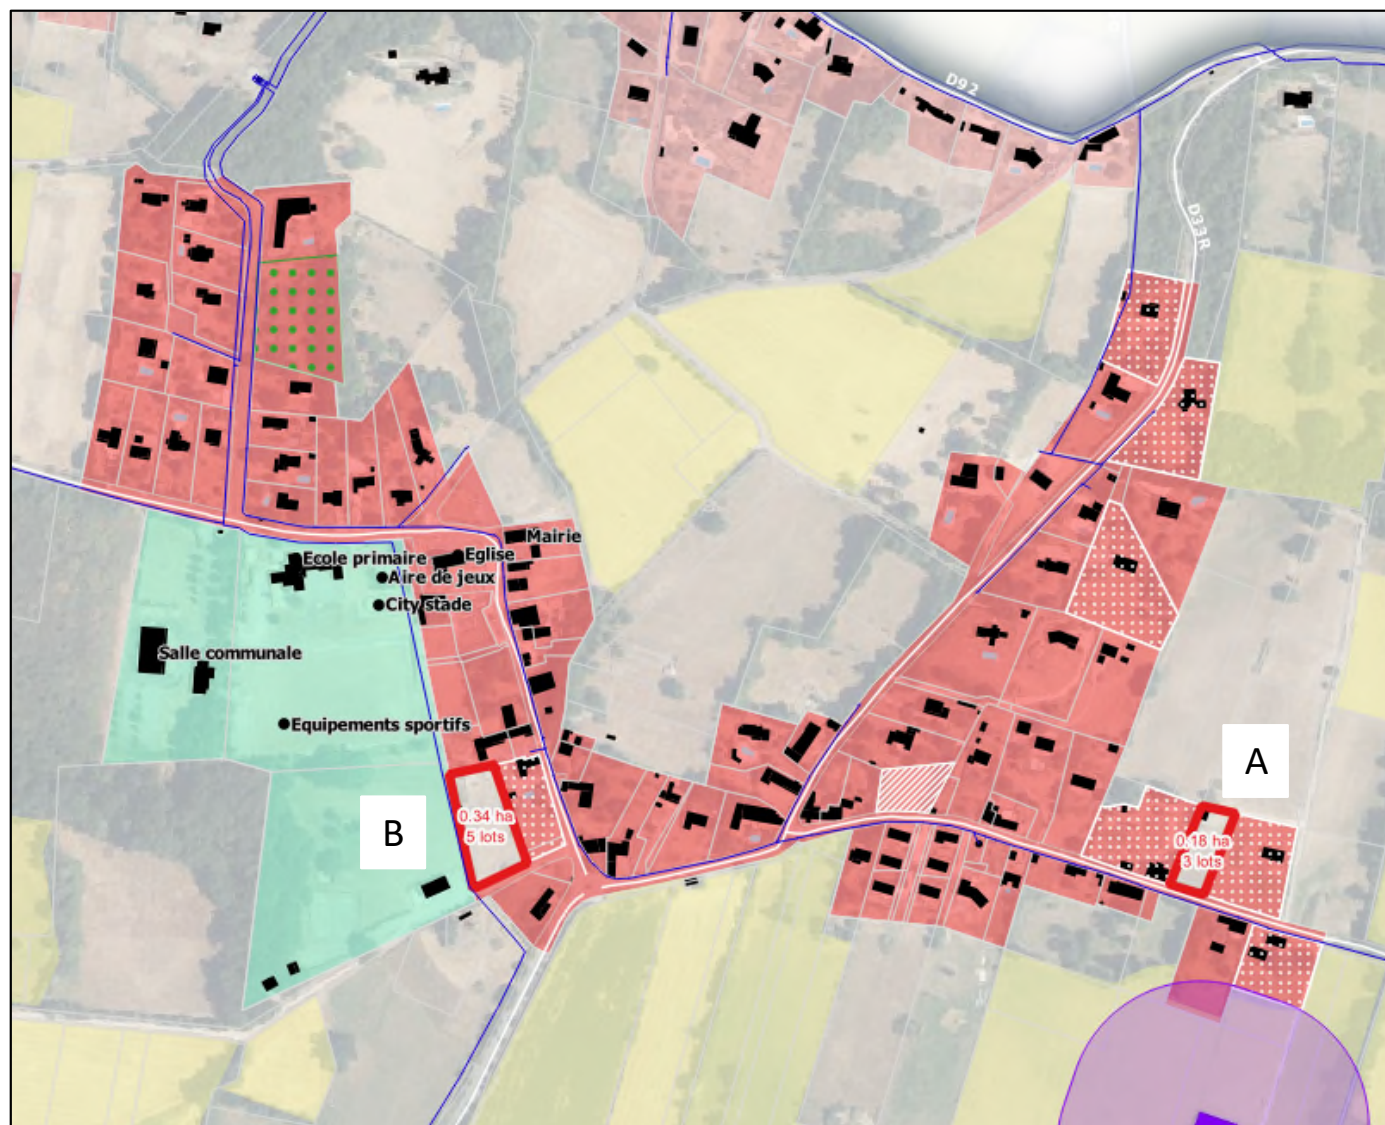 D92
D33R
Mairie
Eglise
Ecole primaire
Aire de jeux
City stade
Salle communale
Equipements sportifs
A
B
0.34 ha
5 lots
0.18 ha
3 lots